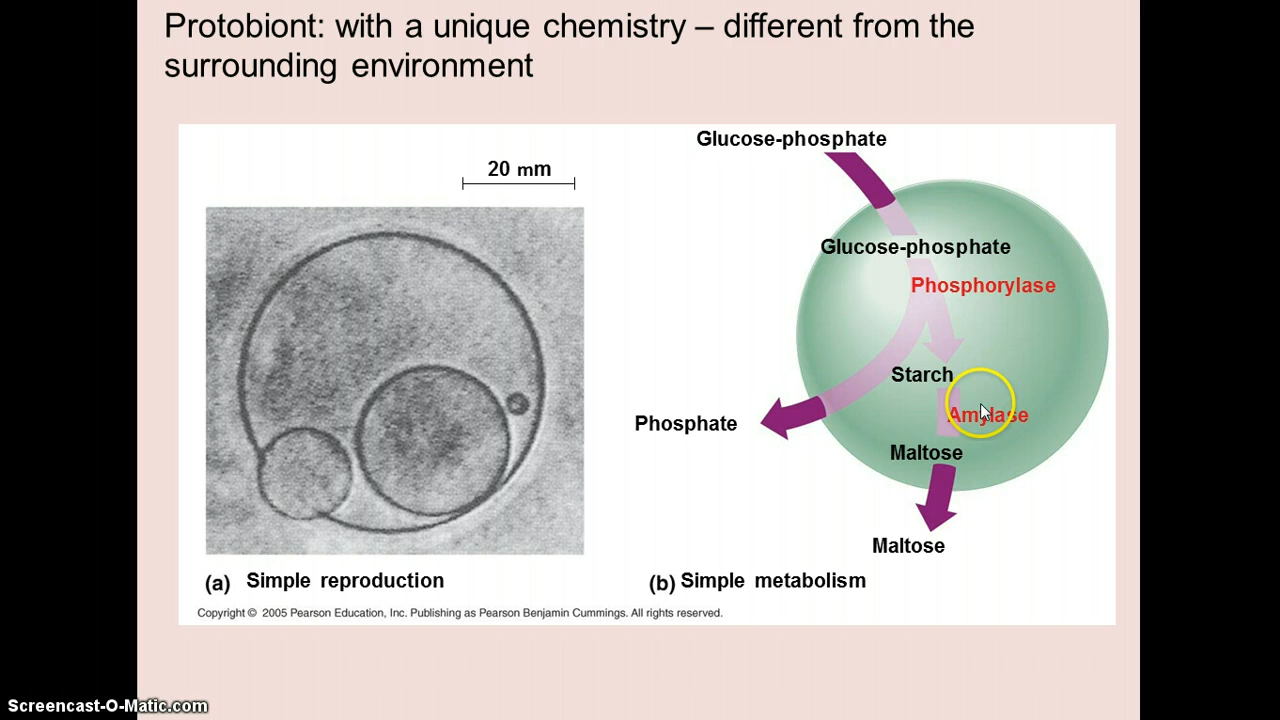 Protobiont: with a unique chemistry – different from the
surrounding environment
20 mm
Glucose-phosphate
Glucose-phosphate
Phosphorylase
Starch
Amylase
Phosphate
Maltose
Maltose
(a) Simple reproduction
(b) Simple metabolism
Copyright © 2005 Pearson Education, Inc. Publishing as Pearson Benjamin Cummings. All rights reserved.
Screencast-O-Matic.com